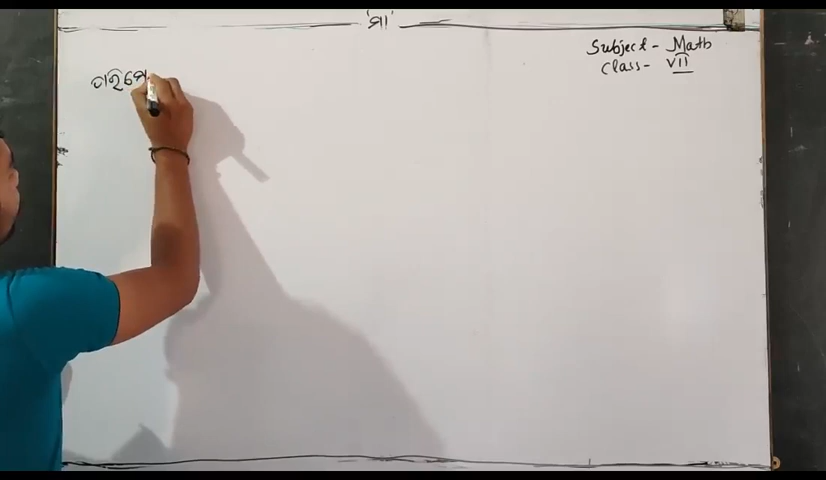 'ମା'
Subject - Math
Class - VII